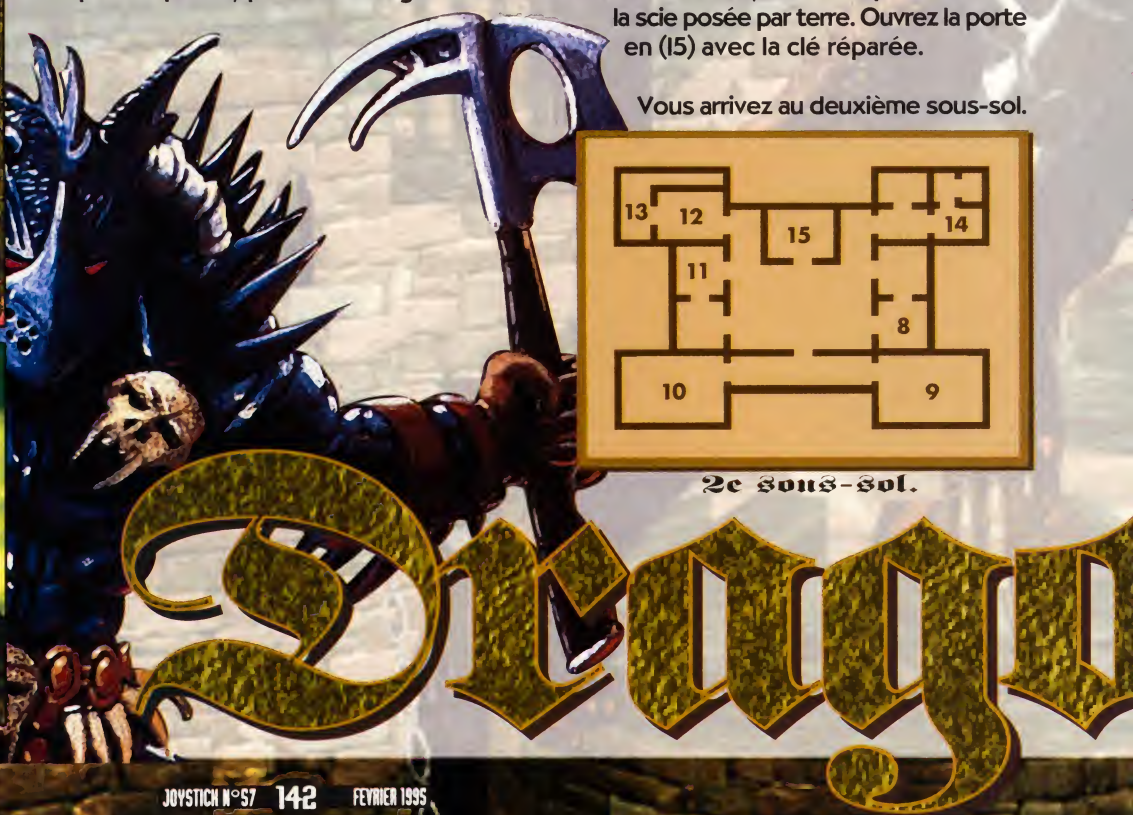 la scie posée par terre. Ouvrez la porte
en (15) avec la clé réparée.
Vous arrivez au deuxième sous-sol.
13
12
15
14
11
8
10
9
2e sous-sol.
Drago
JOYSTICK N°57 142 FEVRIER 1995